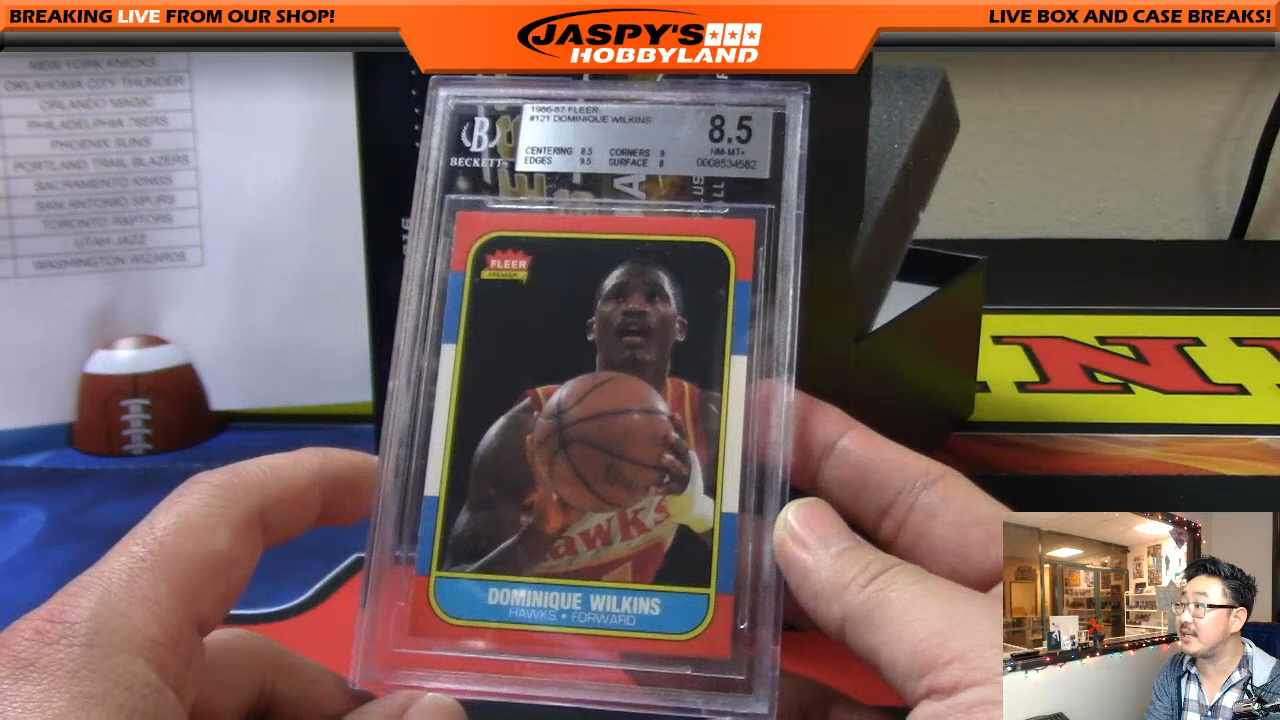 BREAKING LIVE FROM OUR SHOP!
JASPY'S
HOBBYLAND
LIVE BOX AND CASE BREAKS!
NEW YORK KNICKS
OKLAHOMA CITY THUNDER
ORLANDO MAGIC
PHILADELPHIA 76ERS
PHOENIX SUNS
PORTLAND TRAIL BLAZERS
SACRAMENTO KINGS
SAN ANTONIO SPURS
TORONTO RAPTORS
UTAH JAZZ
WASHINGTON WIZARDS
1986-87 FLEER
#121 DOMINIQUE WILKINS
8.5
NM-MT+
CENTERING 8.5 CORNERS 9
EDGES 9.5 SURFACE 8
0008534582
B
BECKETT
FLEER
PREMIER
awks
DOMINIQUE WILKINS
HAWKS • FORWARD
N